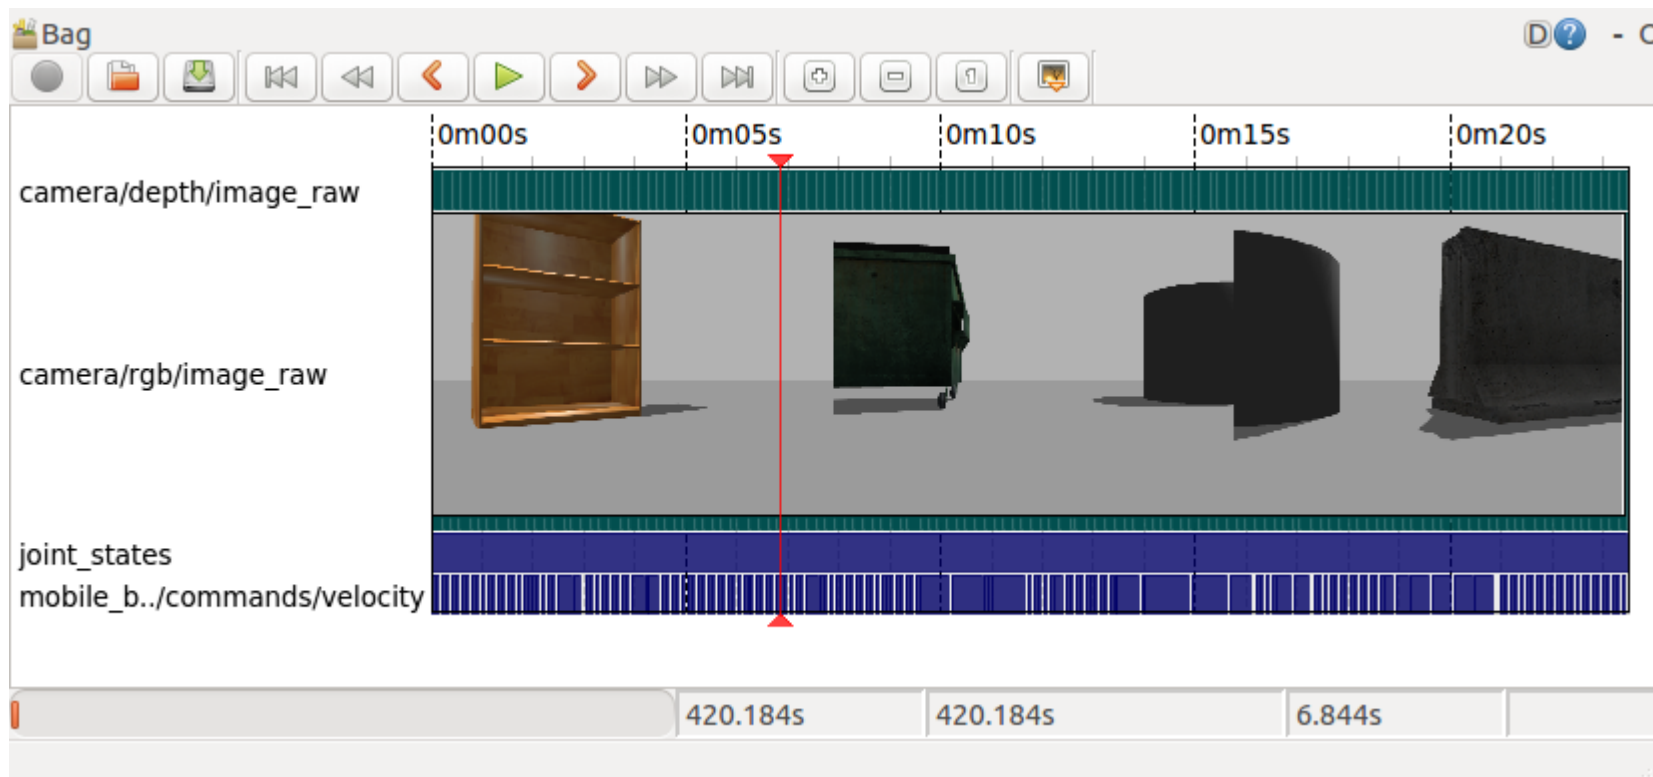 Bag D ? - O
0m00s 0m05s 0m10s 0m15s 0m20s
camera/depth/image_raw
camera/rgb/image_raw
joint_states
mobile_b../commands/velocity
420.184s 420.184s 6.844s